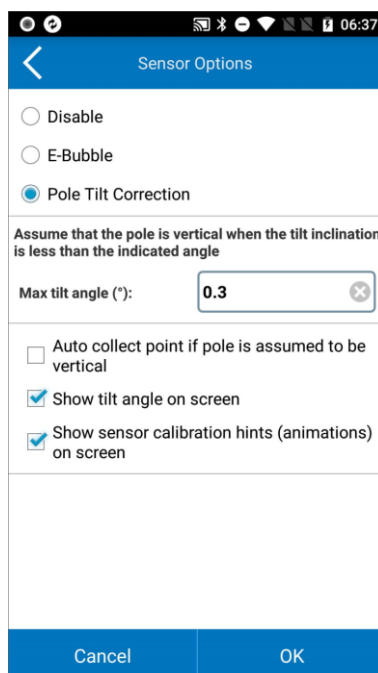 06:37
Sensor Options
Disable
E-Bubble
Pole Tilt Correction
Assume that the pole is vertical when the tilt inclination
is less than the indicated angle
Max tilt angle (°): 0.3
Auto collect point if pole is assumed to be
vertical
Show tilt angle on screen
Show sensor calibration hints (animations)
on screen
Cancel OK